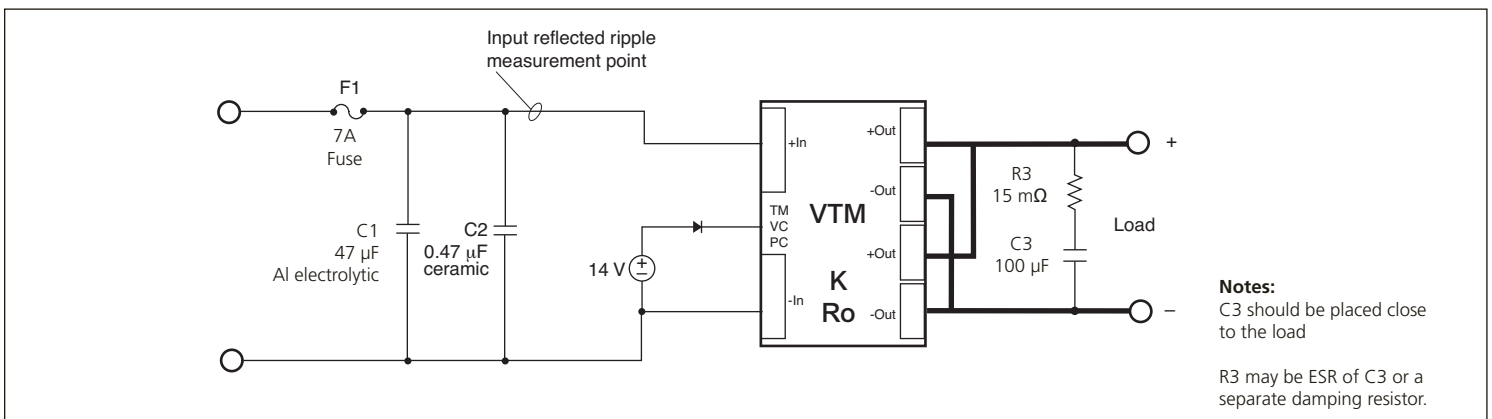 Input reflected ripple
measurement point
F1
7A
Fuse
C1
47 µF
Al electrolytic
C2
0.47 µF
ceramic
14 V
+
−
+In
TM
VC
PC
-In
VTM
K
Ro
+Out
-Out
+Out
-Out
R3
15 mΩ
C3
100 µF
+
Load
−
Notes:
C3 should be placed close
to the load
R3 may be ESR of C3 or a
separate damping resistor.